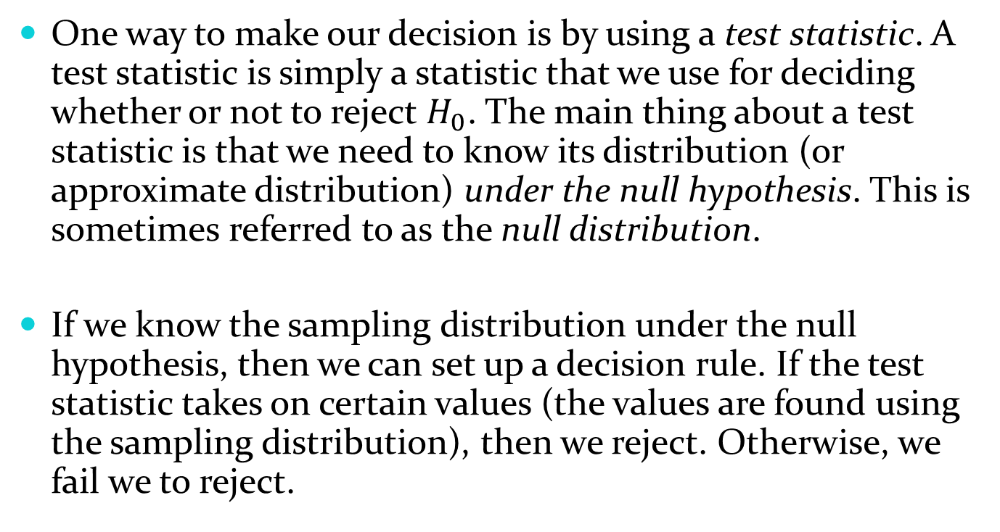 • One way to make our decision is by using a test statistic. A
test statistic is simply a statistic that we use for deciding
whether or not to reject H₀. The main thing about a test
statistic is that we need to know its distribution (or
approximate distribution) under the null hypothesis. This is
sometimes referred to as the null distribution.
• If we know the sampling distribution under the null
hypothesis, then we can set up a decision rule. If the test
statistic takes on certain values (the values are found using
the sampling distribution), then we reject. Otherwise, we
fail we to reject.